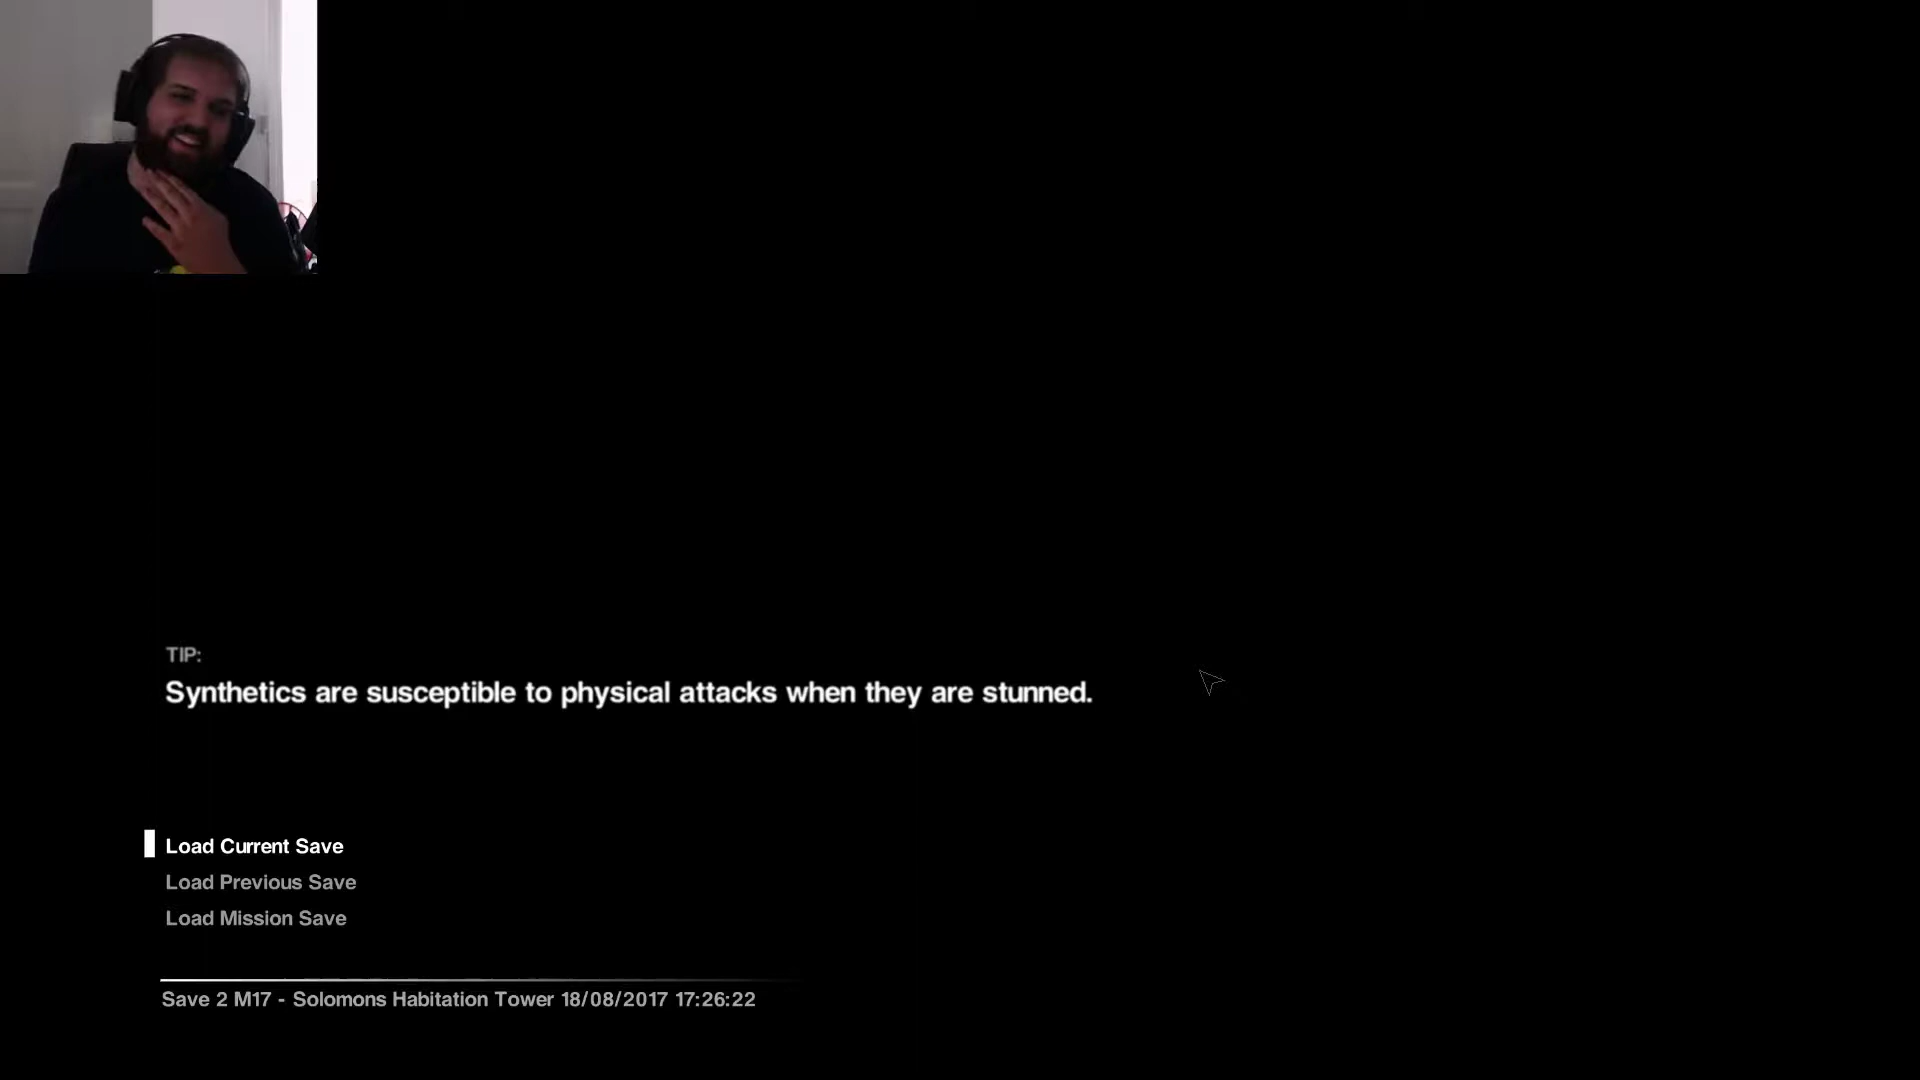 TIP:
Synthetics are susceptible to physical attacks when they are stunned.
Load Current Save
Load Previous Save
Load Mission Save
Save 2 M17 - Solomons Habitation Tower 18/08/2017 17:26:22